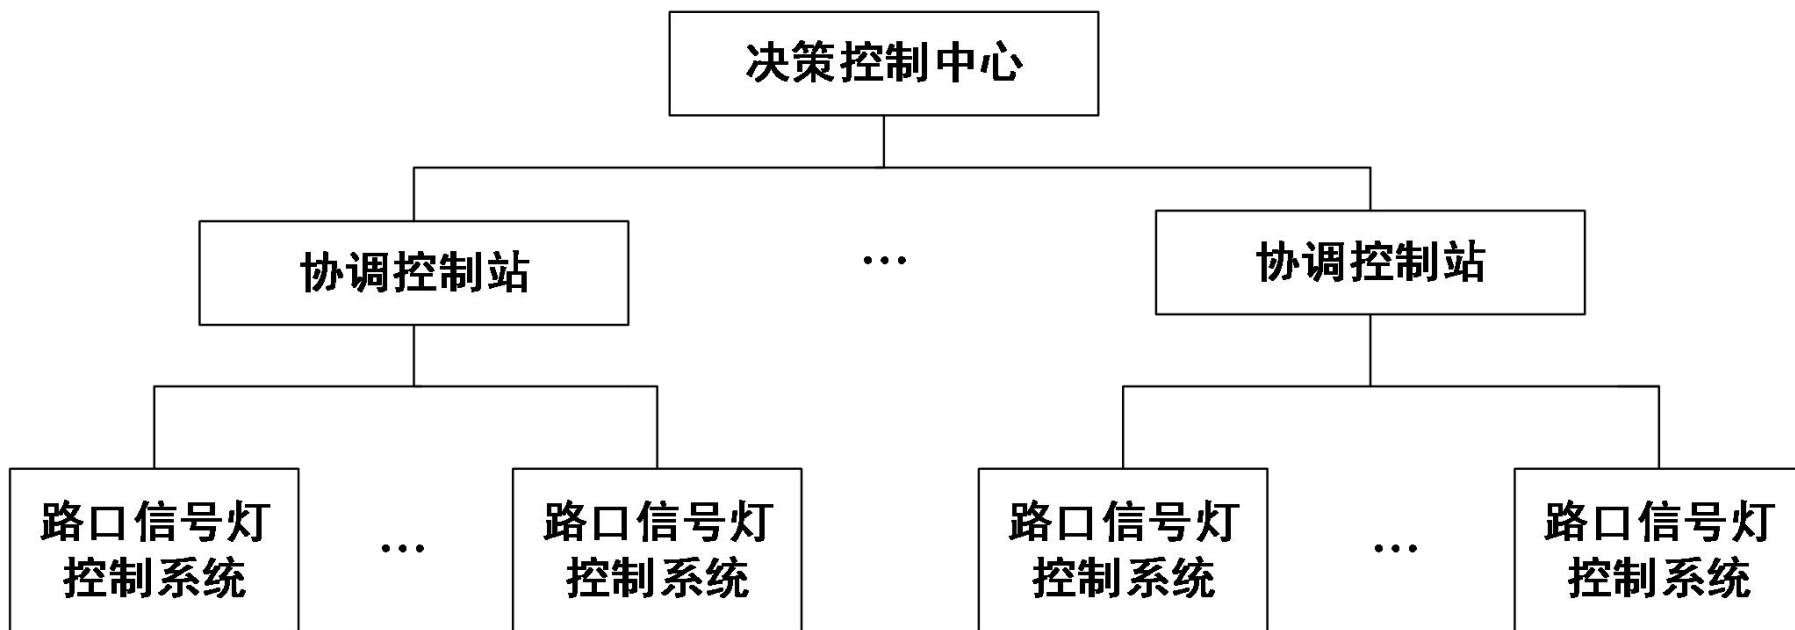 决策控制中心
协调控制站
...
协调控制站
路口信号灯
控制系统
...
路口信号灯
控制系统
路口信号灯
控制系统
...
路口信号灯
控制系统